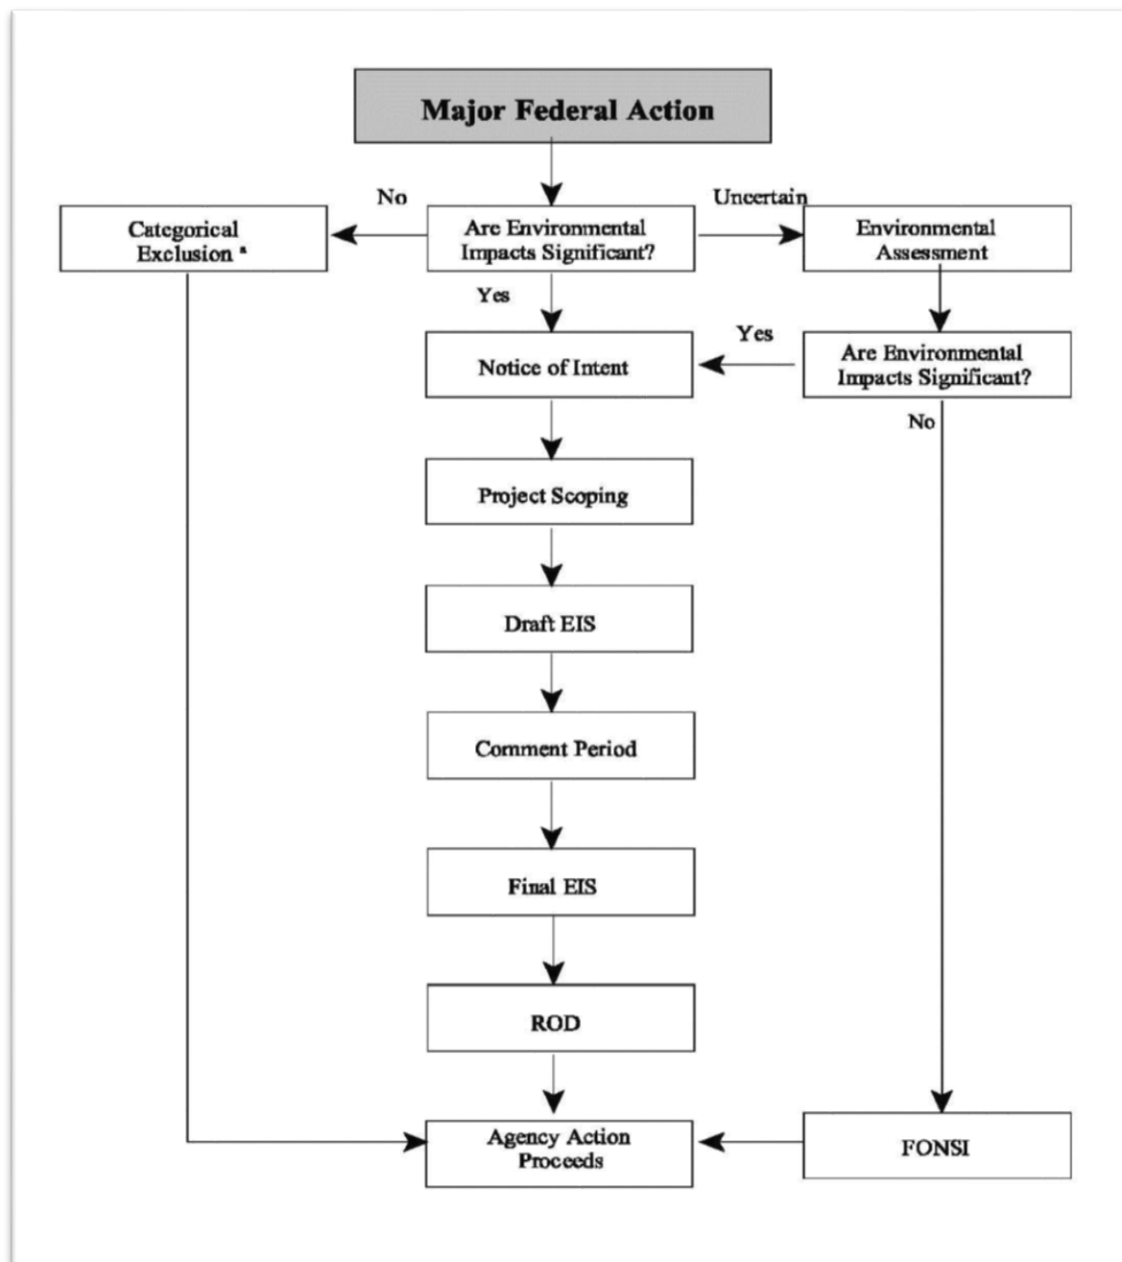 Major Federal Action
No
Uncertain
Categorical
Exclusion ª
Are Environmental
Impacts Significant?
Environmental
Assessment
Yes
Notice of Intent
Yes
Are Environmental
Impacts Significant?
No
Project Scoping
Draft EIS
Comment Period
Final EIS
ROD
Agency Action
Proceeds
FONSI